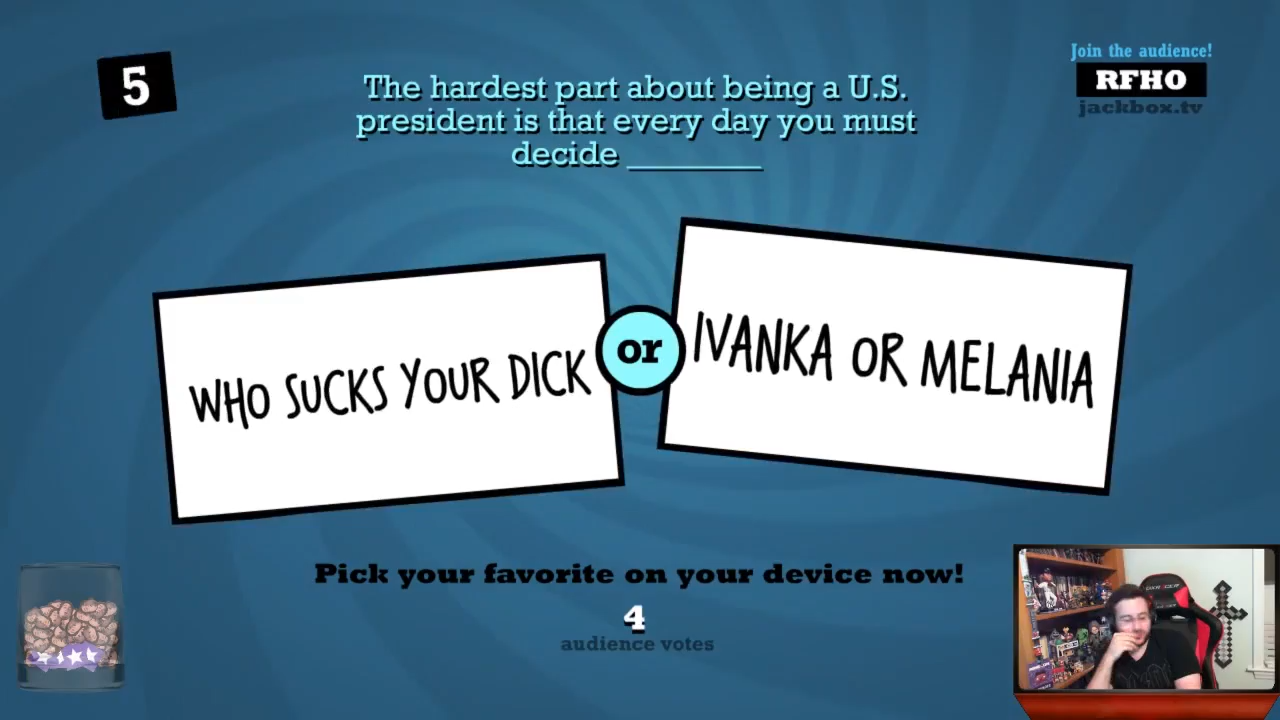 Join the audience!
5
RFHO
jackbox.tv
The hardest part about being a U.S.
president is that every day you must
decide _________
WHO SUCKS YOUR DICK
or
IVANKA OR MELANIA
Pick your favorite on your device now!
4
audience votes